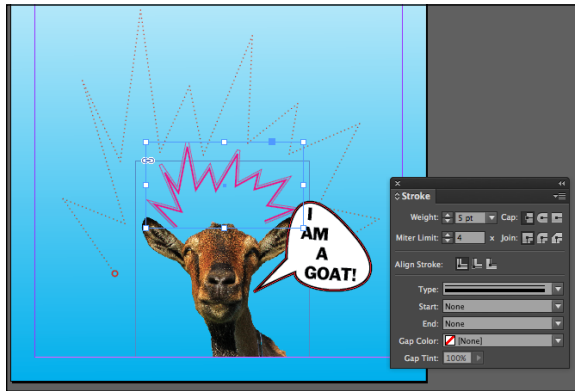 I
AM
A
GOAT!
Stroke
Weight: 5 pt Cap:
Miter Limit: 4 x Join:
Align Stroke:
Type:
Start: None
End: None
Gap Color: [None]
Gap Tint: 100%